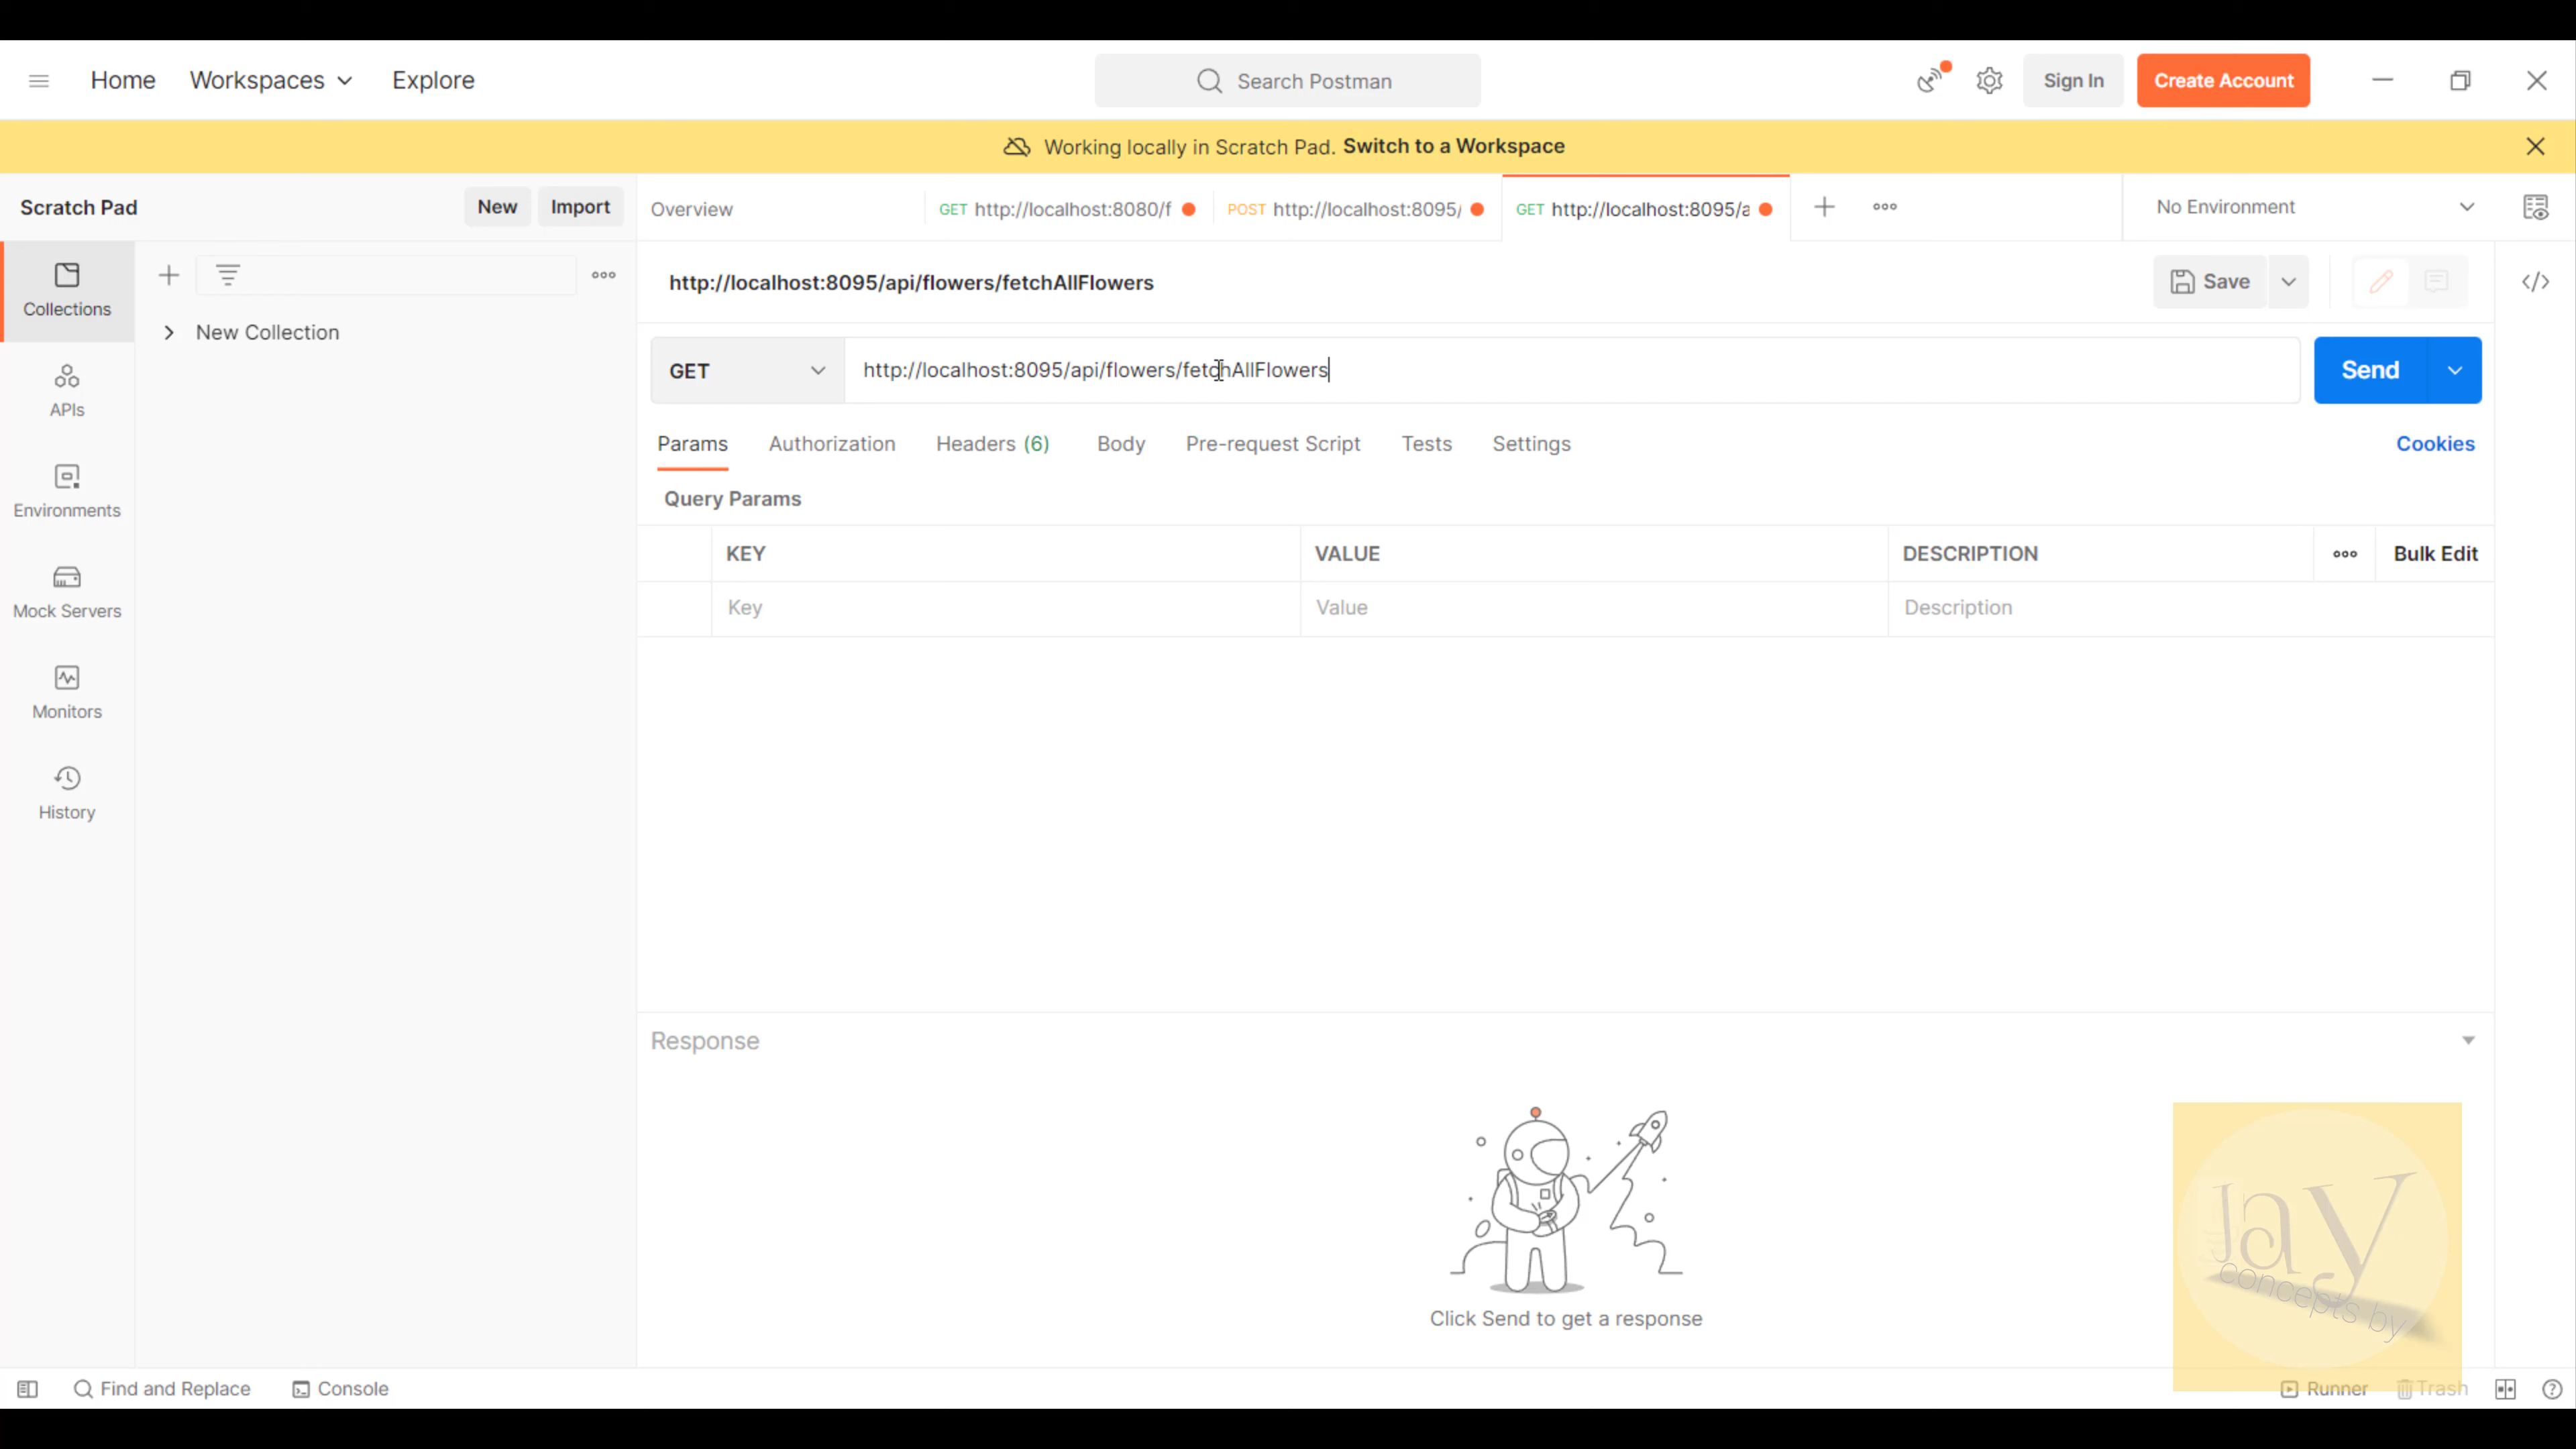 Home Workspaces Explore Search Postman Sign In Create Account
Working locally in Scratch Pad. Switch to a Workspace
Scratch Pad New Import Overview GET http://localhost:8080/f POST http://localhost:8095/ GET http://localhost:8095/a No Environment
http://localhost:8095/api/flowers/fetchAllFlowers Save
Collections
New Collection
GET http://localhost:8095/api/flowers/fetchAllFlowers Send
APIs
Params Authorization Headers (6) Body Pre-request Script Tests Settings Cookies
Query Params
Environments
KEY VALUE DESCRIPTION Bulk Edit
Key Value Description
Mock Servers
Monitors
History
Response
Click Send to get a response
Jay
concepts by
Find and Replace Console Runner Trash